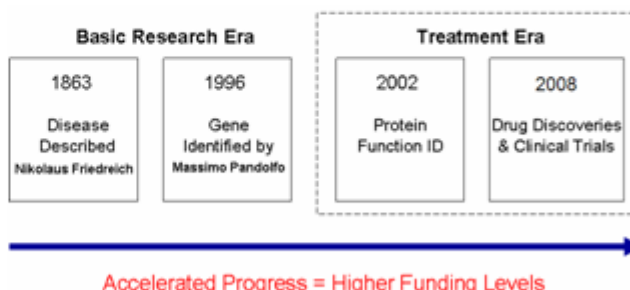 Basic Research Era
Treatment Era
1863
Disease
Described
Nikolaus Friedreich
1996
Gene
Identified by
Massimo Pandolfo
2002
Protein
Function ID
2008
Drug Discoveries
& Clinical Trials
Accelerated Progress = Higher Funding Levels